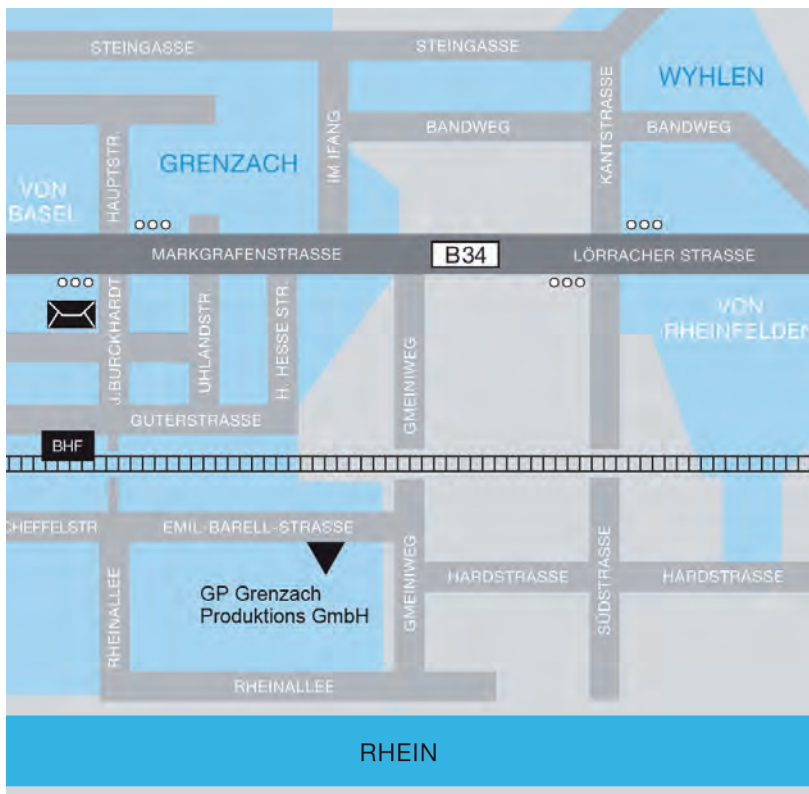 STEINGASSE
STEINGASSE
WYHLEN
KANTSTRASSE
BANDWEG
BANDWEG
IM IFANG
HAUPTSTR.
GRENZACH
VON
BASEL
MARKGRAFENSTRASSE
B34
LÖRRACHER STRASSE
J.BURCKHARDT
UHLANDSTR.
H. HESSE STR.
GMEINIWEG
VON
RHEINFELDEN
GUTERSTRASSE
BHF
CHEFFELSTR
EMIL-BARELL-STRASSE
GP Grenzach
Produktions GmbH
RHEINALLEE
GMEINIWEG
HARDSTRASSE
SÜDSTRASSE
HARDSTRASSE
RHEINALLEE
RHEIN